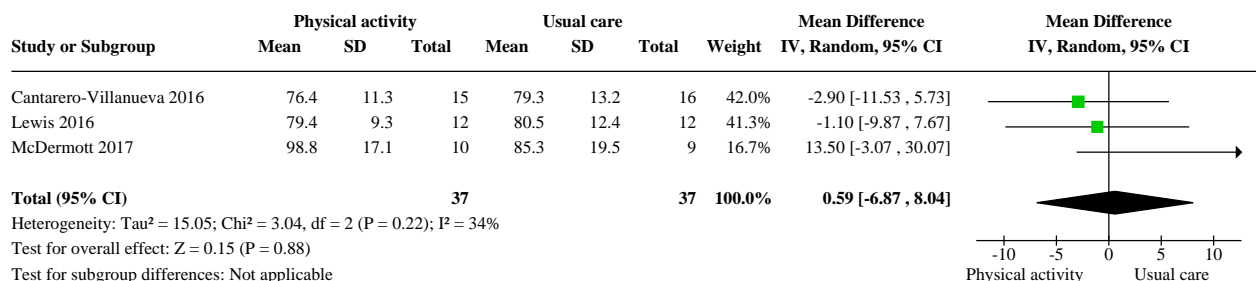 Physical activity Usual care Mean Difference Mean Difference
Study or Subgroup Mean SD Total Mean SD Total Weight IV, Random, 95% CI IV, Random, 95% CI
Cantarero-Villanueva 2016 76.4 11.3 15 79.3 13.2 16 42.0% -2.90 [-11.53 , 5.73]
Lewis 2016 79.4 9.3 12 80.5 12.4 12 41.3% -1.10 [-9.87 , 7.67]
McDermott 2017 98.8 17.1 10 85.3 19.5 9 16.7% 13.50 [-3.07 , 30.07]
Total (95% CI) 37 37 100.0% 0.59 [-6.87 , 8.04]
Heterogeneity: Tau² = 15.05; Chi² = 3.04, df = 2 (P = 0.22); I² = 34%
Test for overall effect: Z = 0.15 (P = 0.88)
-10 -5 0 5 10
Test for subgroup differences: Not applicable Physical activity Usual care